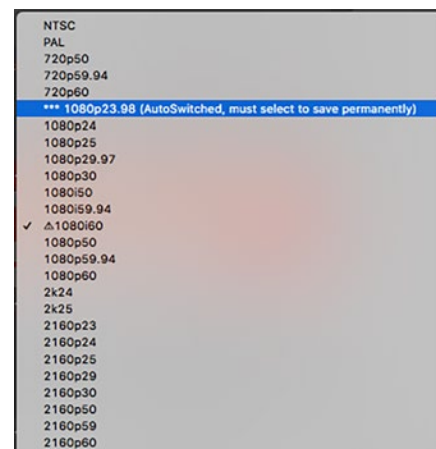 NTSC
PAL
720p50
720p59.94
720p60
*** 1080p23.98 (AutoSwitched, must select to save permanently)
1080p24
1080p25
1080p29.97
1080p30
1080i50
1080i59.94
✓ ⚠1080i60
1080p50
1080p59.94
1080p60
2k24
2k25
2160p23
2160p24
2160p25
2160p29
2160p30
2160p50
2160p59
2160p60